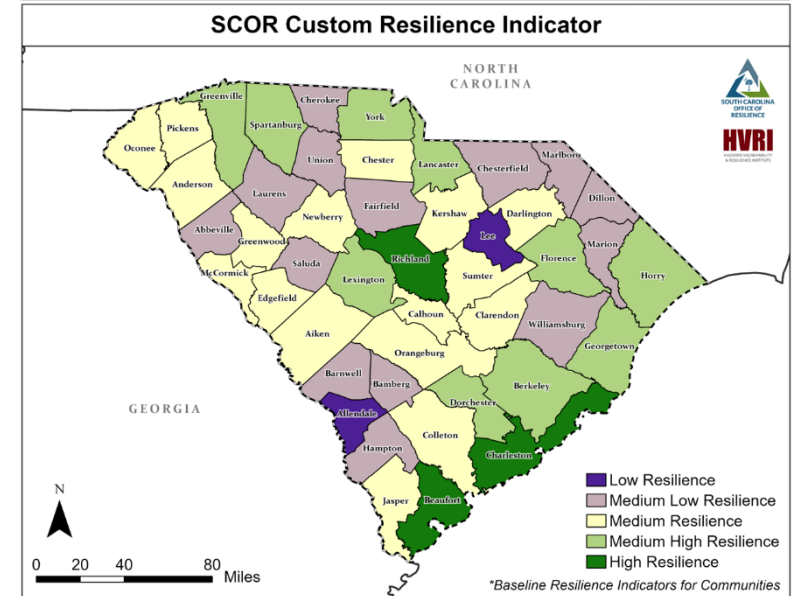 SCOR Custom Resilience Indicator
NORTH
CAROLINA
SOUTH CAROLINA
OFFICE OF
RESILIENCE
HVRI
HAZARD VULNERABILITY
& RESILIENCE INSTITUTE
Greenville
Cherokee
York
Spartanburg
Pickens
Oconee
Union
Chester
Lancaster
Chesterfield
Marlboro
Anderson
Laurens
Dillon
Fairfield
Kershaw
Darlington
Newberry
Abbeville
Greenwood
Lee
Marion
Florence
Richland
Horry
Saluda
McCormick
Lexington
Sumter
Edgefield
Calhoun
Clarendon
Williamsburg
Aiken
Georgetown
Orangeburg
Barnwell
Bamberg
Berkeley
Dorchester
GEORGIA
Allendale
Colleton
Hampton
Charleston
Jasper
Beaufort
Low Resilience
Medium Low Resilience
Medium Resilience
Medium High Resilience
High Resilience
N
0 20 40 80
Miles
*Baseline Resilience Indicators for Communities